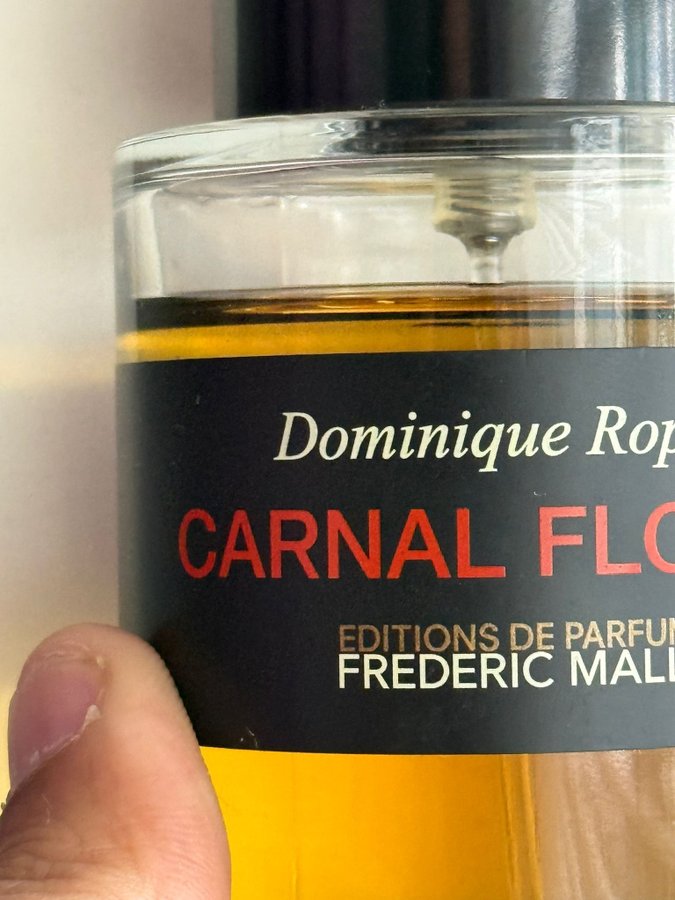 Dominique Rop
CARNAL FLO
EDITIONS DE PARFUM
FREDERIC MALL